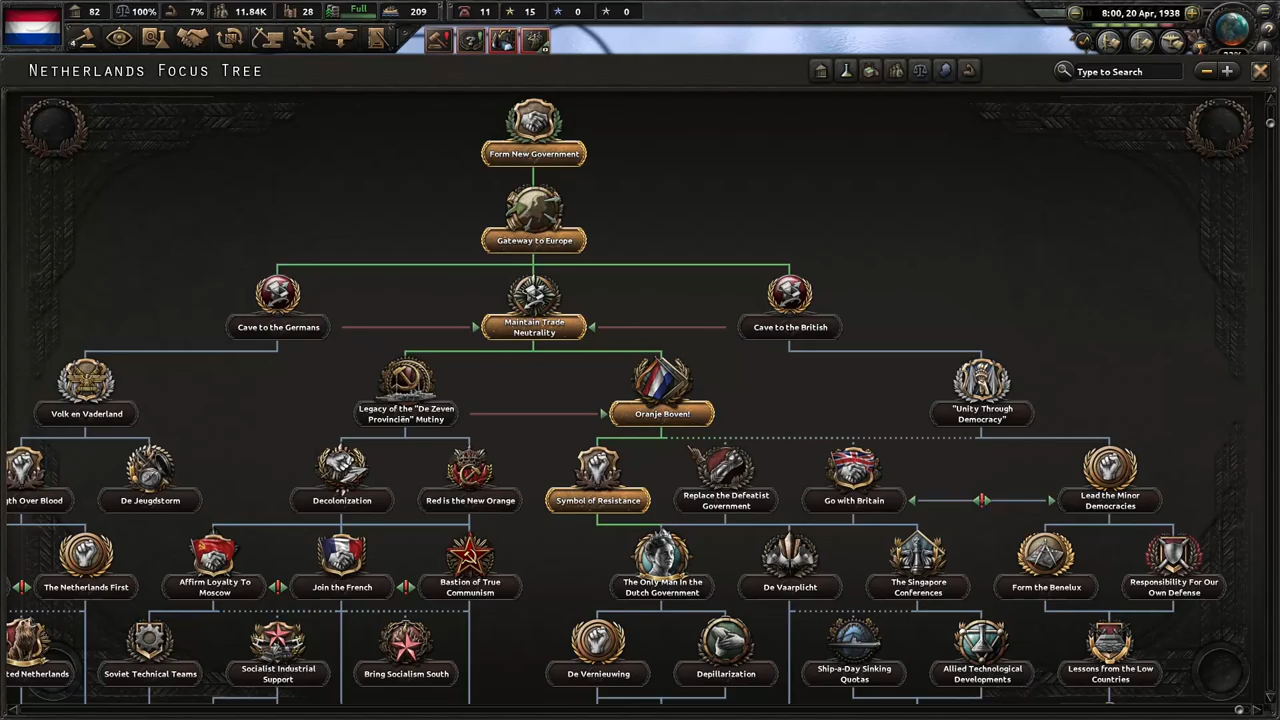 82 100% 7% 11.84K 28 Full 209 11 15 0 0 8:00, 20 Apr, 1938
4
NETHERLANDS FOCUS TREE
Type to Search
Form New Government
Gateway to Europe
Cave to the Germans
Maintain Trade
Neutrality
Cave to the British
Volk en Vaderland
Legacy of the "De Zeven
Provinciën" Mutiny
Oranje Boven!
"Unity Through
Democracy"
gth Over Blood
De Jeugdstorm
Decolonization
Red is the New Orange
Symbol of Resistance
Replace the Defeatist
Government
Go with Britain
Lead the Minor
Democracies
The Netherlands First
Affirm Loyalty To
Moscow
Join the French
Bastion of True
Communism
The Only Man in the
Dutch Government
De Vaarplicht
The Singapore
Conferences
Form the Benelux
Responsibility For Our
Own Defense
ted Netherlands
Soviet Technical Teams
Socialist Industrial
Support
Bring Socialism South
De Vernieuwing
Depillarization
Ship-a-Day Sinking
Quotas
Allied Technological
Developments
Lessons from the Low
Countries